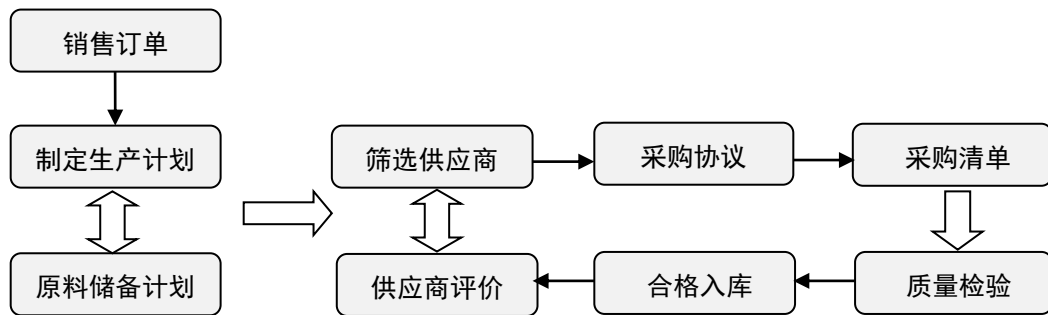 销售订单
制定生产计划
原料储备计划
筛选供应商
采购协议
采购清单
供应商评价
合格入库
质量检验